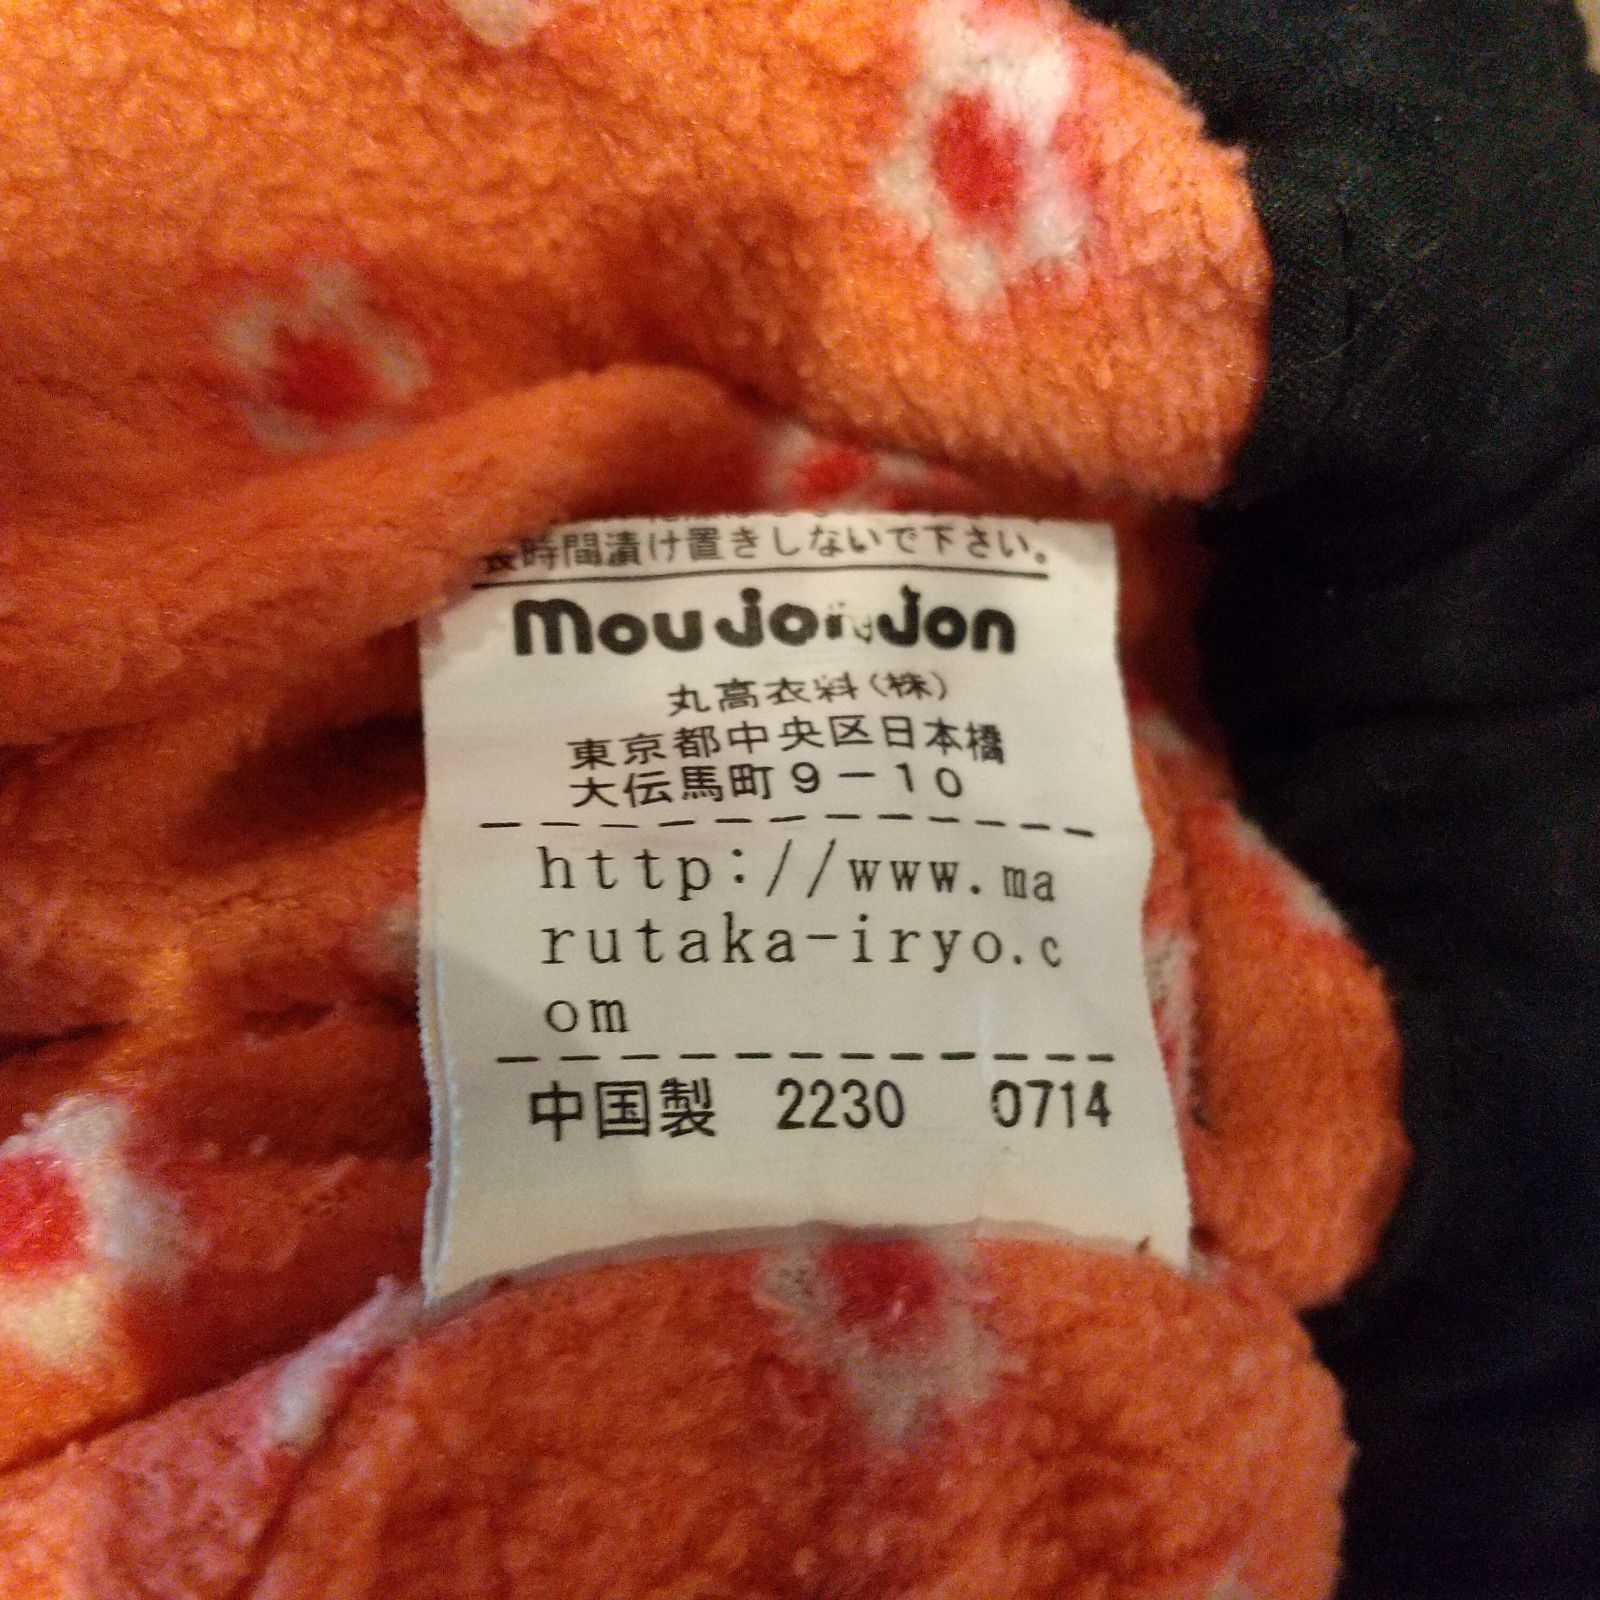 長時間漬け置きしないで下さい。
moujonjon
丸高衣料(株)
東京都中央区日本橋
大伝馬町9-10
http://www.ma
rutaka-iryo.c
om
中国製 2230 0714